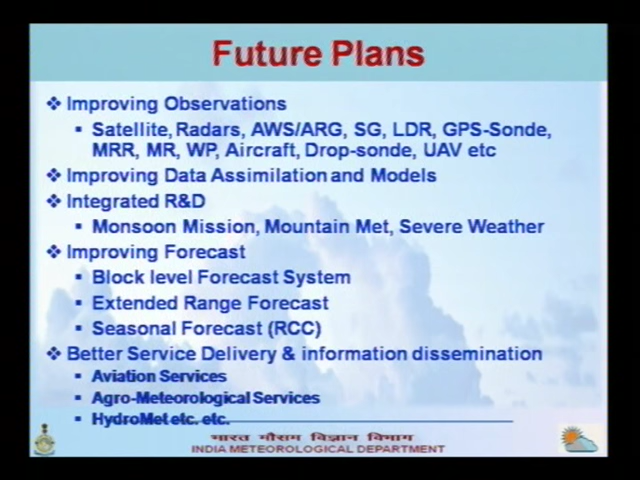 Future Plans
❖ Improving Observations
▪ Satellite, Radars, AWS/ARG, SG, LDR, GPS-Sonde,
MRR, MR, WP, Aircraft, Drop-sonde, UAV etc
❖ Improving Data Assimilation and Models
❖ Integrated R&D
▪ Monsoon Mission, Mountain Met, Severe Weather
❖ Improving Forecast
▪ Block level Forecast System
▪ Extended Range Forecast
▪ Seasonal Forecast (RCC)
❖ Better Service Delivery & information dissemination
▪ Aviation Services
▪ Agro-Meteorological Services
▪ HydroMet etc. etc.
भारत मौसम विज्ञान विभाग
INDIA METEOROLOGICAL DEPARTMENT